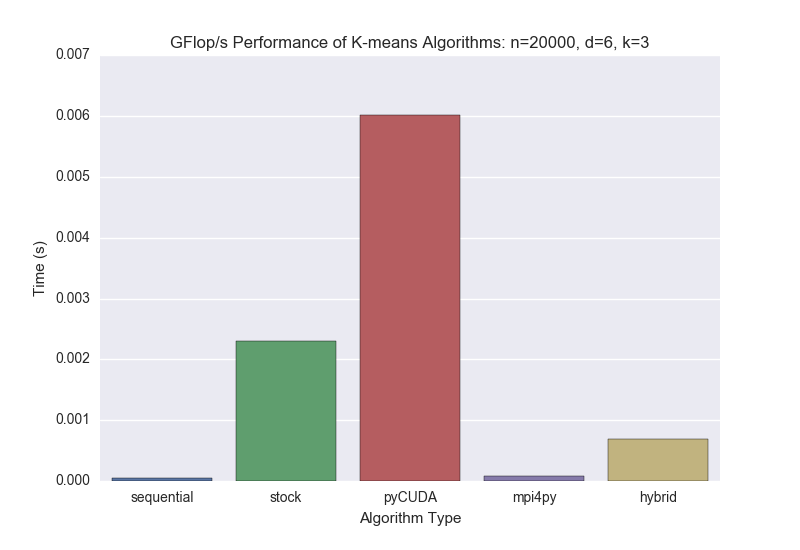 GFlop/s Performance of K-means Algorithms: n=20000, d=6, k=3
0.007
0.006
0.005
0.004
0.003
0.002
0.001
0.000
Time (s)
sequential stock pyCUDA mpi4py hybrid
Algorithm Type